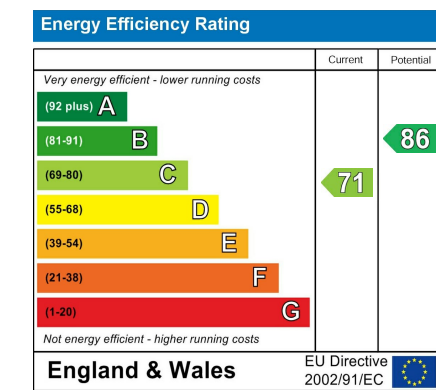 Energy Efficiency Rating
Current Potential
Very energy efficient - lower running costs
(92 plus) A
(81-91) B
86
(69-80) C
71
(55-68) D
(39-54) E
(21-38) F
(1-20) G
Not energy efficient - higher running costs
England & Wales
EU Directive
2002/91/EC